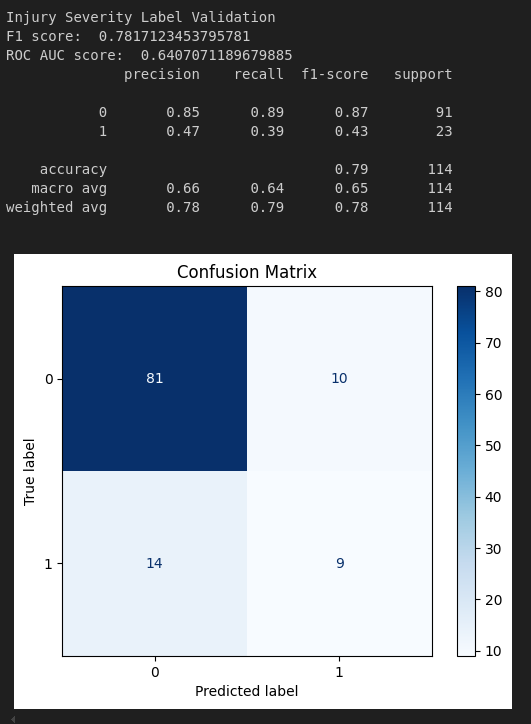 Injury Severity Label Validation
F1 score:  0.7817123453795781
ROC AUC score:  0.6407071189679885
              precision    recall  f1-score   support

           0       0.85      0.89      0.87        91
           1       0.47      0.39      0.43        23

    accuracy                           0.79       114
   macro avg       0.66      0.64      0.65       114
weighted avg       0.78      0.79      0.78       114

Confusion Matrix
80
70
60
50
40
30
20
10
True label
0
81
10
1
14
9
0
1
Predicted label